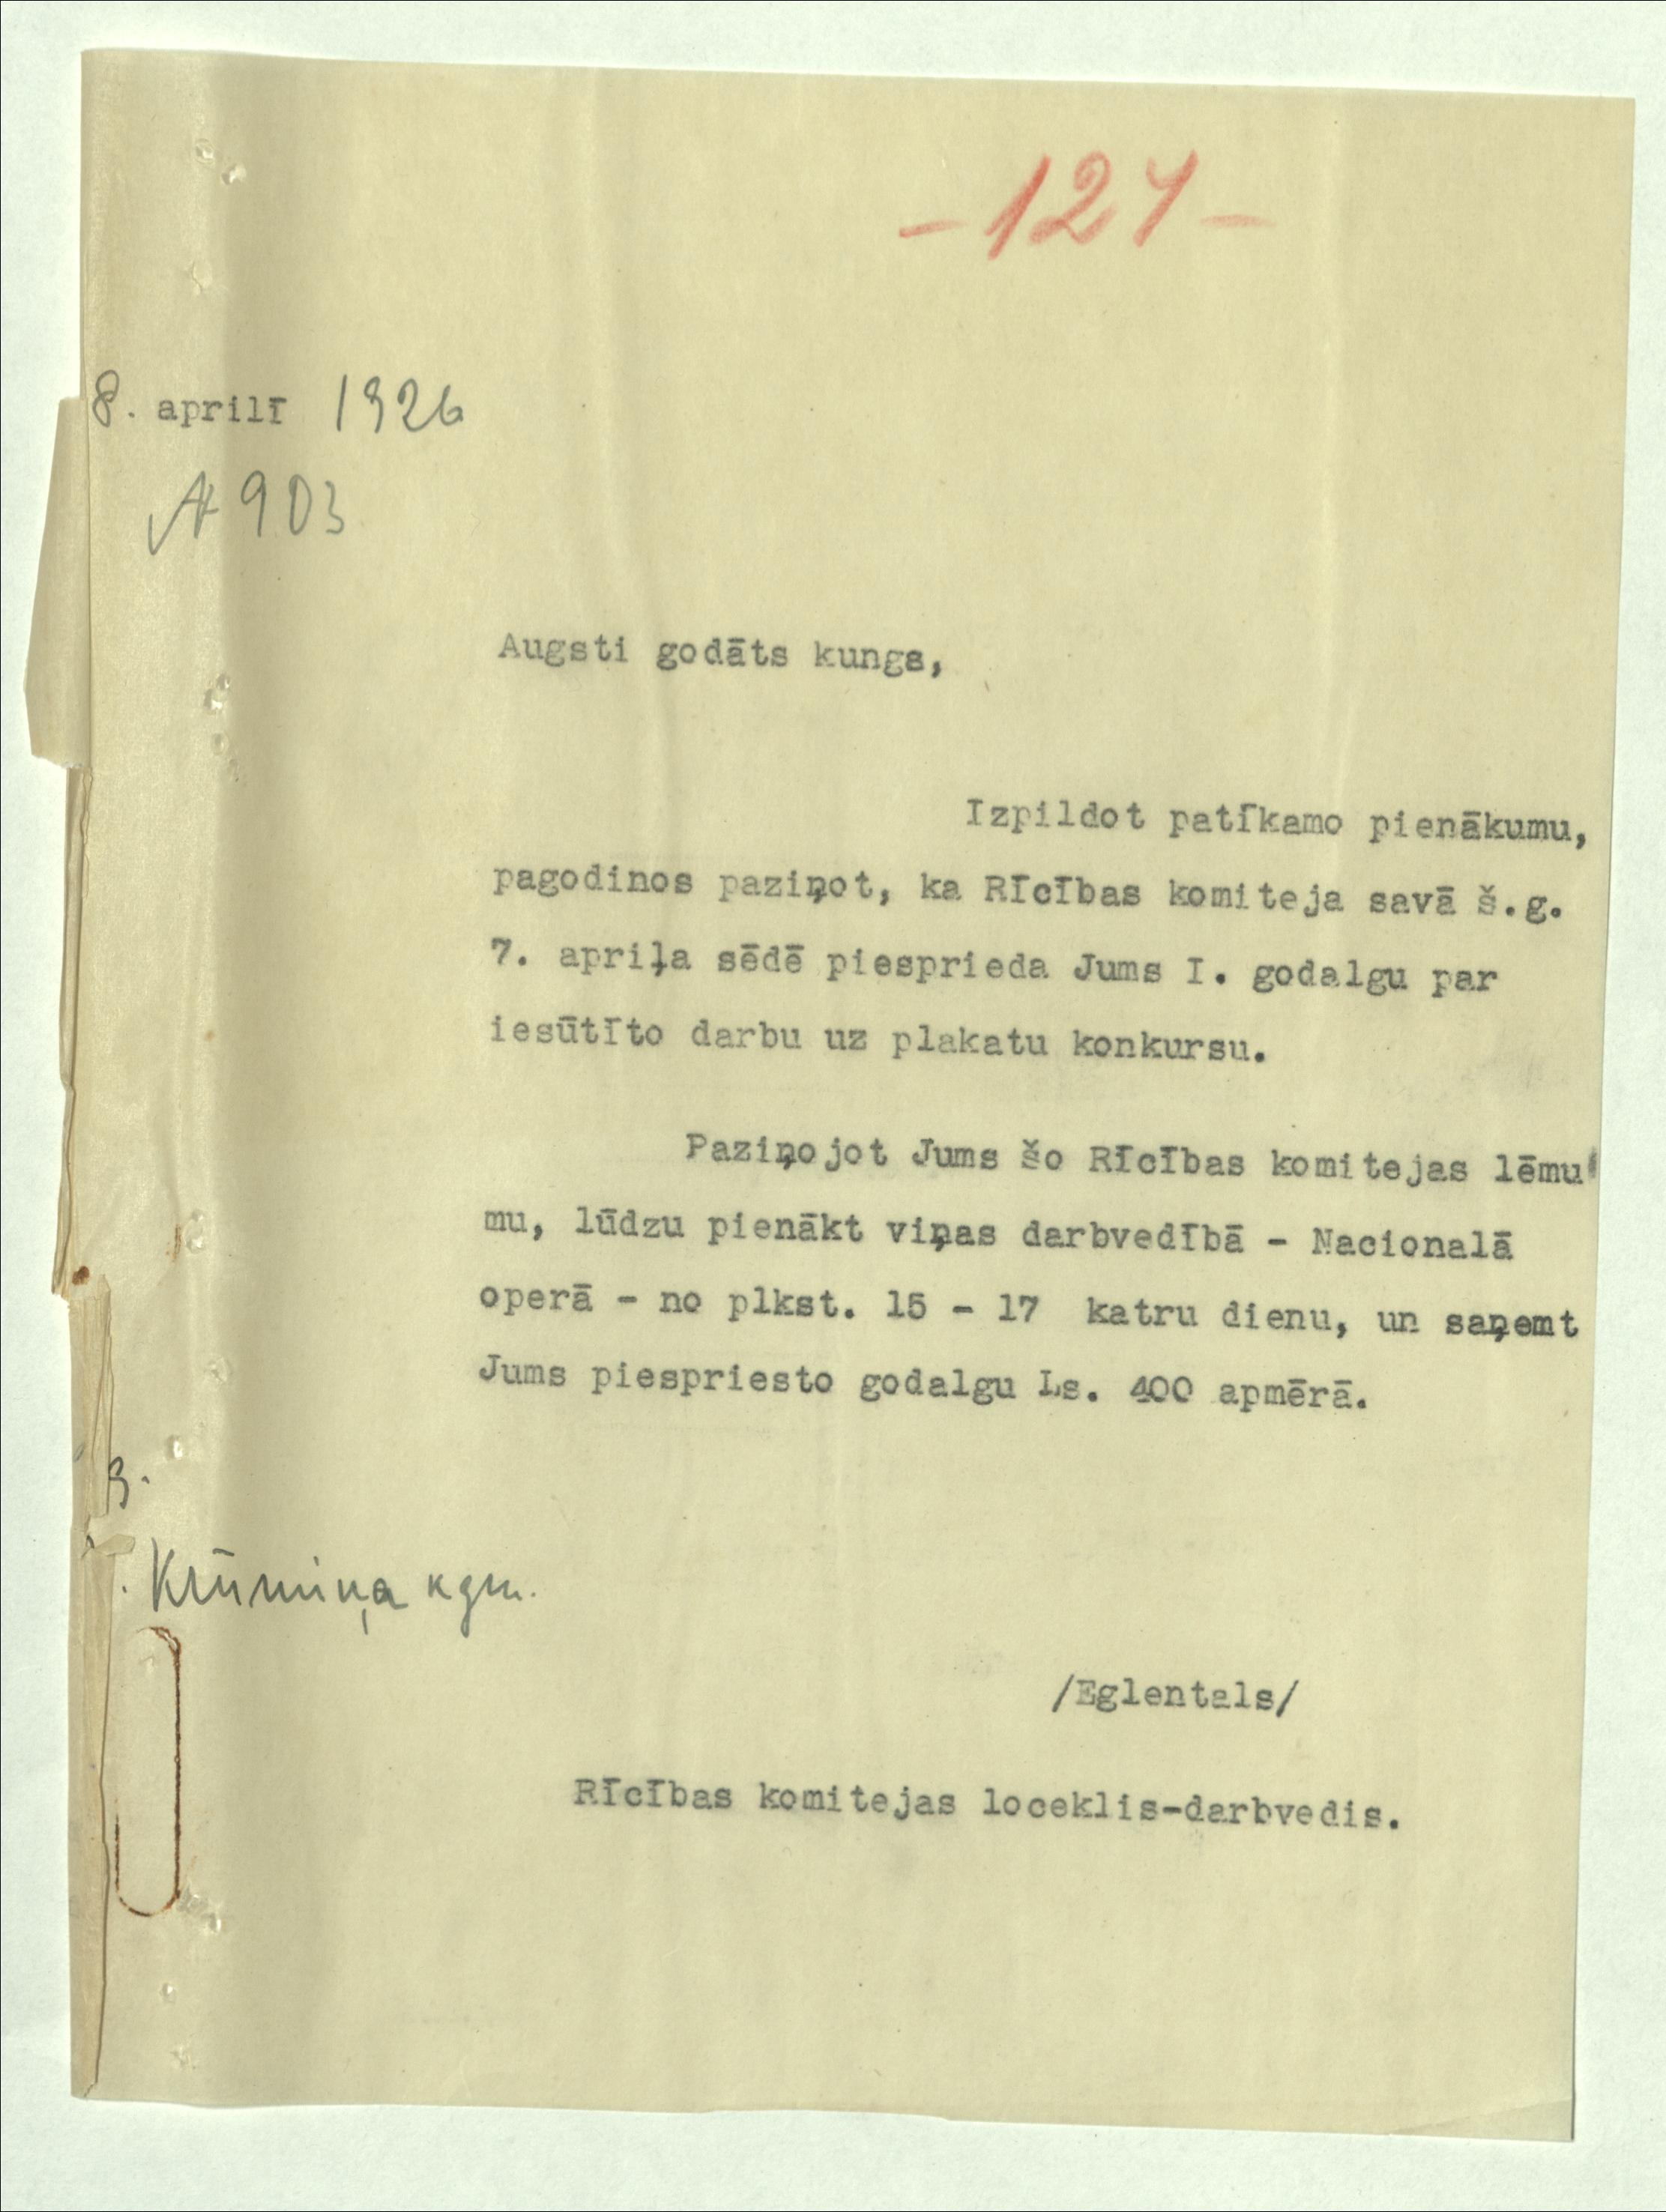 - 127 -
8. aprilī 1926
№ 903
Augsti godāts kungs,
Izpildot patīkamo pienākumu,
pagodinos paziņot, ka Rīcības komiteja savā š.g.
7. apriļa sēdē piesprieda Jums I. godalgu par
iesūtīto darbu uz plakatu konkursu.
Paziņojot Jums šo Rīcības komitejas lēmu
mu, lūdzu pienākt viņas darbvedībā - Nacionalā
operā - no plkst. 15 - 17 katru dienu, un saņemt
Jums piespriesto godalgu Ls. 400 apmērā.
Krūmiņa kgm.
/Eglentals/
Rīcības komitejas loceklis-darbvedis.